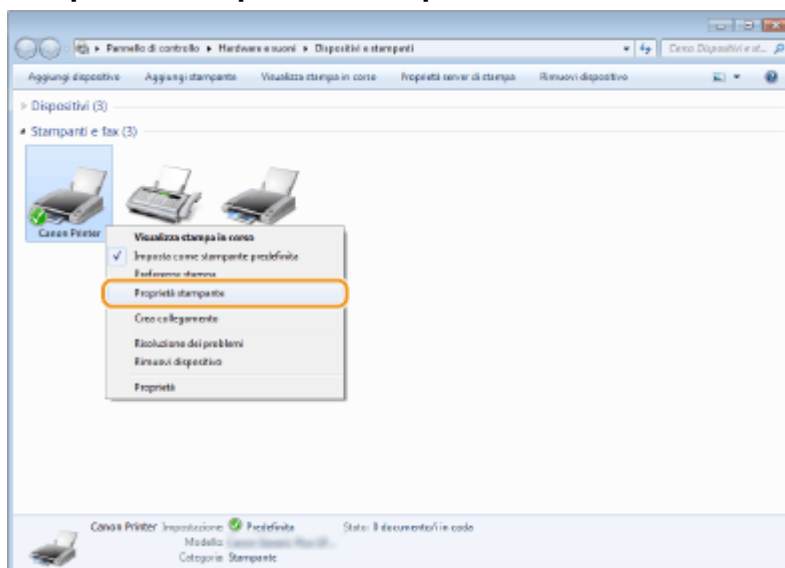 Pannello di controllo ▸ Hardware e suoni ▸ Dispositivi e stampanti
Cerca Dispositivi e st...
Aggiungi dispositivo Aggiungi stampante Visualizza stampa in corso Proprietà server di stampa Rimuovi dispositivo
Dispositivi (3)
Stampanti e fax (3)
Canon Printer
Visualizza stampa in corso
Imposta come stampante predefinita
Preferenze stampa
Proprietà stampante
Crea collegamento
Risoluzione dei problemi
Rimuovi dispositivo
Proprietà
Canon Printer Impostazione: Predefinita Stato: 0 documento/i in coda
Modello:
Categoria: Stampante